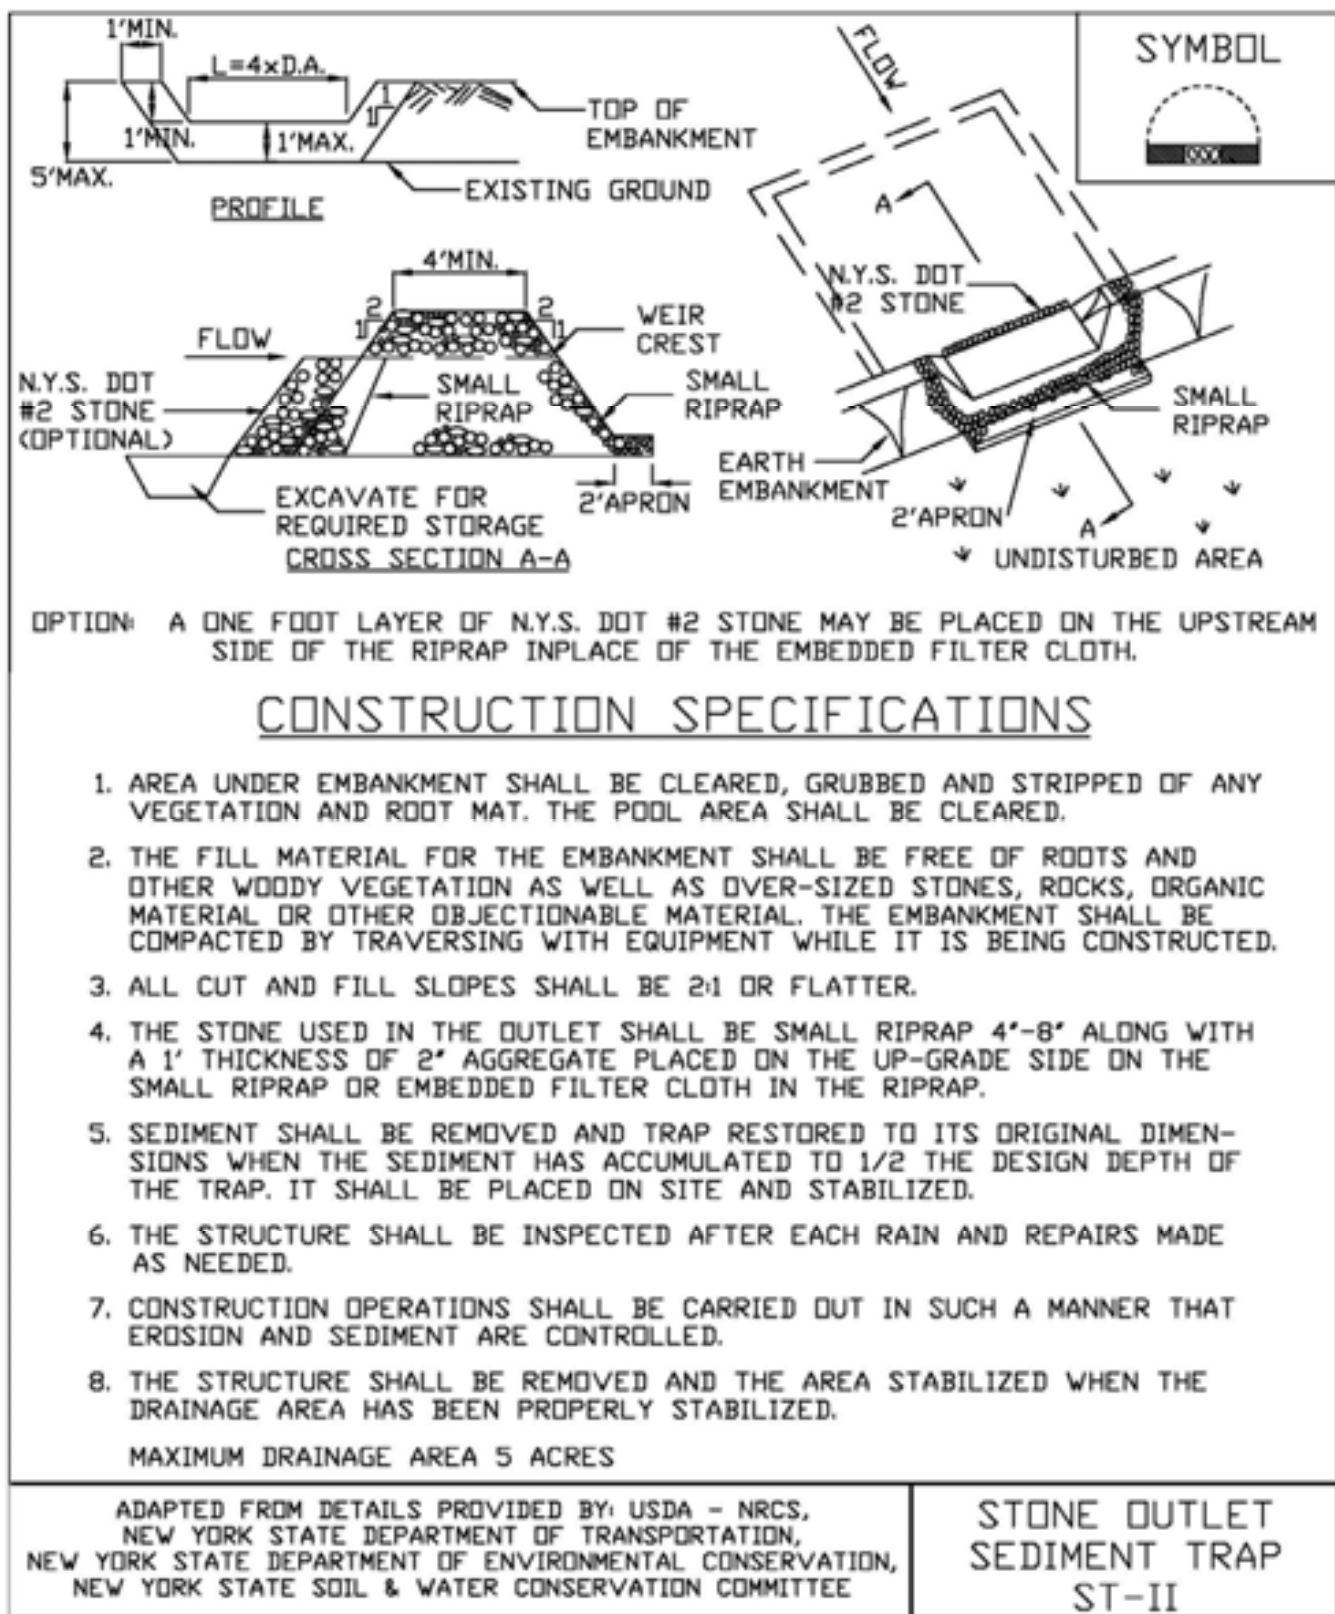 1'MIN.
L=4xD.A.
1
1
TOP OF
EMBANKMENT
1'MIN.
1'MAX.
5'MAX.
EXISTING GROUND
PROFILE
FLOW
SYMBOL
A
4'MIN.
2
1
2
1
FLOW
WEIR
CREST
N.Y.S. DOT
#2 STONE
(OPTIONAL)
SMALL
RIPRAP
SMALL
RIPRAP
EXCAVATE FOR
REQUIRED STORAGE
2'APRON
CROSS SECTION A-A
N.Y.S. DOT
#2 STONE
SMALL
RIPRAP
EARTH
EMBANKMENT
2'APRON
A
UNDISTURBED AREA
OPTION: A ONE FOOT LAYER OF N.Y.S. DOT #2 STONE MAY BE PLACED ON THE UPSTREAM
SIDE OF THE RIPRAP INPLACE OF THE EMBEDDED FILTER CLOTH.
CONSTRUCTION SPECIFICATIONS
1. AREA UNDER EMBANKMENT SHALL BE CLEARED, GRUBBED AND STRIPPED OF ANY
VEGETATION AND ROOT MAT. THE POOL AREA SHALL BE CLEARED.
2. THE FILL MATERIAL FOR THE EMBANKMENT SHALL BE FREE OF ROOTS AND
OTHER WOODY VEGETATION AS WELL AS OVER-SIZED STONES, ROCKS, ORGANIC
MATERIAL OR OTHER OBJECTIONABLE MATERIAL. THE EMBANKMENT SHALL BE
COMPACTED BY TRAVERSING WITH EQUIPMENT WHILE IT IS BEING CONSTRUCTED.
3. ALL CUT AND FILL SLOPES SHALL BE 2:1 OR FLATTER.
4. THE STONE USED IN THE OUTLET SHALL BE SMALL RIPRAP 4"-8" ALONG WITH
A 1' THICKNESS OF 2" AGGREGATE PLACED ON THE UP-GRADE SIDE ON THE
SMALL RIPRAP OR EMBEDDED FILTER CLOTH IN THE RIPRAP.
5. SEDIMENT SHALL BE REMOVED AND TRAP RESTORED TO ITS ORIGINAL DIMEN-
SIONS WHEN THE SEDIMENT HAS ACCUMULATED TO 1/2 THE DESIGN DEPTH OF
THE TRAP. IT SHALL BE PLACED ON SITE AND STABILIZED.
6. THE STRUCTURE SHALL BE INSPECTED AFTER EACH RAIN AND REPAIRS MADE
AS NEEDED.
7. CONSTRUCTION OPERATIONS SHALL BE CARRIED OUT IN SUCH A MANNER THAT
EROSION AND SEDIMENT ARE CONTROLLED.
8. THE STRUCTURE SHALL BE REMOVED AND THE AREA STABILIZED WHEN THE
DRAINAGE AREA HAS BEEN PROPERLY STABILIZED.
MAXIMUM DRAINAGE AREA 5 ACRES
ADAPTED FROM DETAILS PROVIDED BY: USDA - NRCS,
NEW YORK STATE DEPARTMENT OF TRANSPORTATION,
NEW YORK STATE DEPARTMENT OF ENVIRONMENTAL CONSERVATION,
NEW YORK STATE SOIL & WATER CONSERVATION COMMITTEE
STONE OUTLET
SEDIMENT TRAP
ST-II